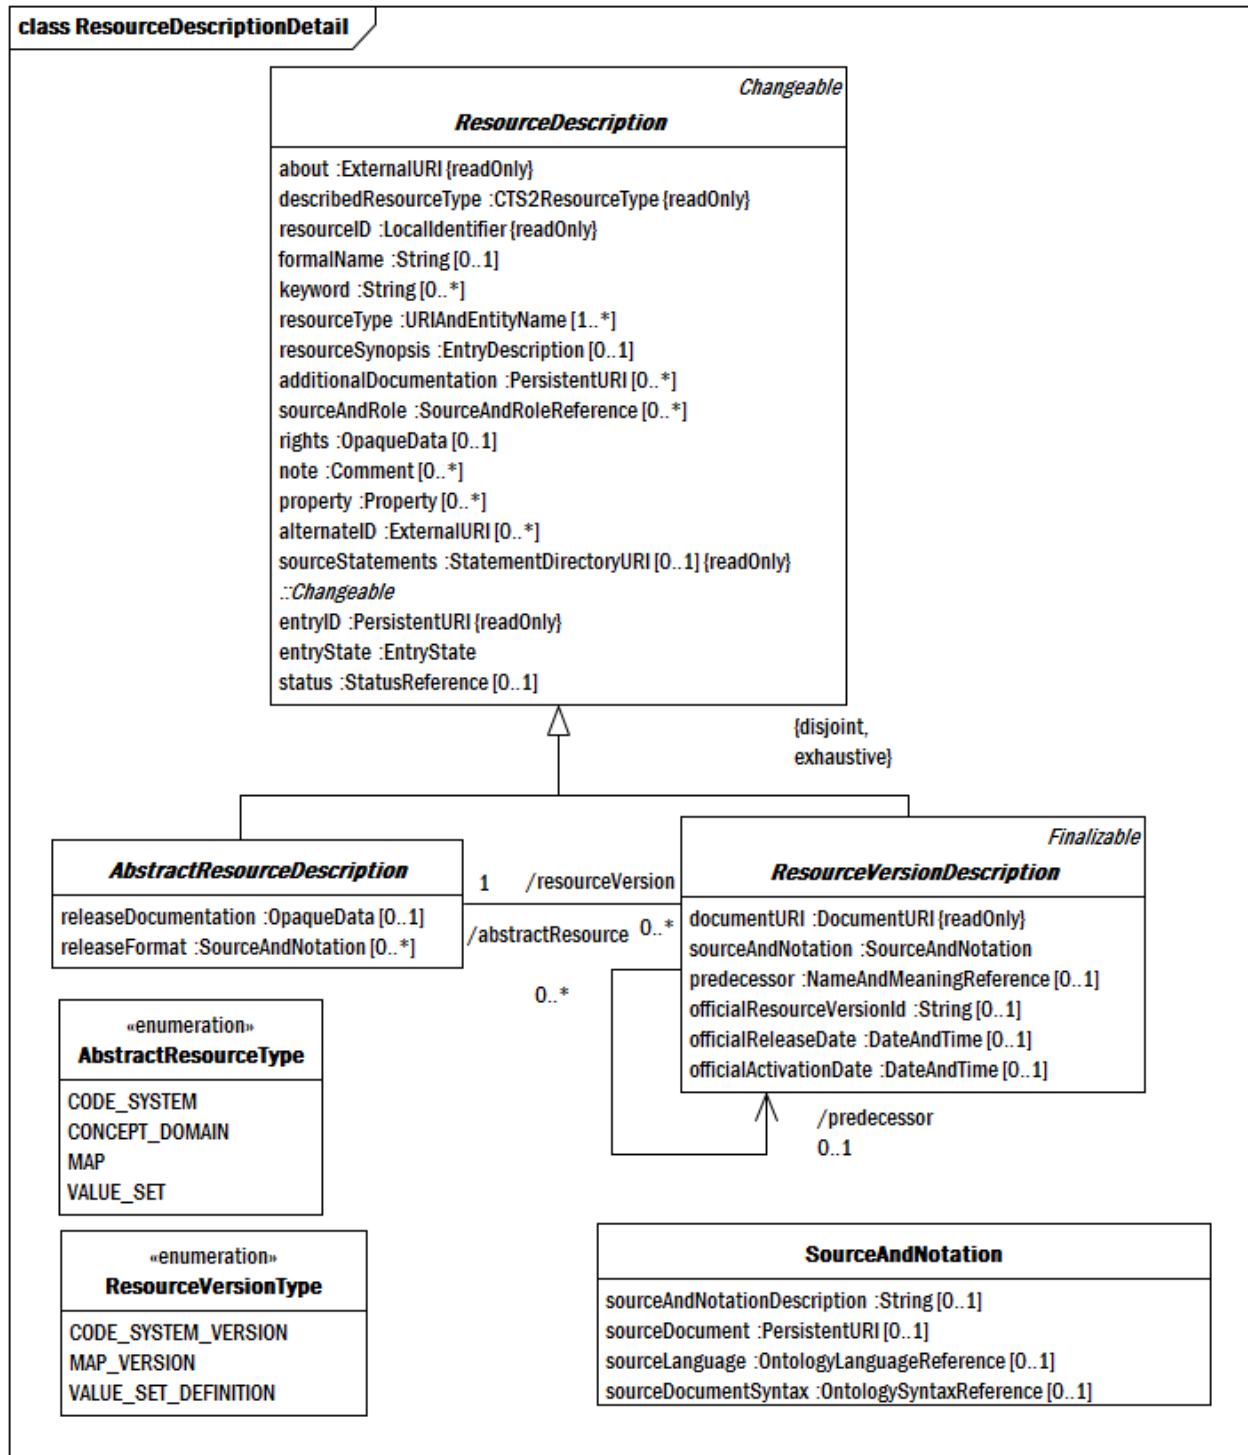 class ResourceDescriptionDetail
Changeable
ResourceDescription
about :ExternalURI {readOnly}
describedResourceType :CTS2ResourceType {readOnly}
resourceID :LocalIdentifier {readOnly}
formalName :String [0..1]
keyword :String [0..*]
resourceType :URIAndEntityName [1..*]
resourceSynopsis :EntryDescription [0..1]
additionalDocumentation :PersistentURI [0..*]
sourceAndRole :SourceAndRoleReference [0..*]
rights :OpaqueData [0..1]
note :Comment [0..*]
property :Property [0..*]
alternateID :ExternalURI [0..*]
sourceStatements :StatementDirectoryURI [0..1] {readOnly}
::Changeable
entryID :PersistentURI {readOnly}
entryState :EntryState
status :StatusReference [0..1]
{disjoint,
exhaustive}
AbstractResourceDescription
releaseDocumentation :OpaqueData [0..1]
releaseFormat :SourceAndNotation [0..*]
1 /resourceVersion
/abstractResource 0..*
Finalizable
ResourceVersionDescription
documentURI :DocumentURI {readOnly}
sourceAndNotation :SourceAndNotation
predecessor :NameAndMeaningReference [0..1]
officialResourceVersionId :String [0..1]
officialReleaseDate :DateAndTime [0..1]
officialActivationDate :DateAndTime [0..1]
0..*
/predecessor
0..1
«enumeration»
AbstractResourceType
CODE_SYSTEM
CONCEPT_DOMAIN
MAP
VALUE_SET
«enumeration»
ResourceVersionType
CODE_SYSTEM_VERSION
MAP_VERSION
VALUE_SET_DEFINITION
SourceAndNotation
sourceAndNotationDescription :String [0..1]
sourceDocument :PersistentURI [0..1]
sourceLanguage :OntologyLanguageReference [0..1]
sourceDocumentSyntax :OntologySyntaxReference [0..1]